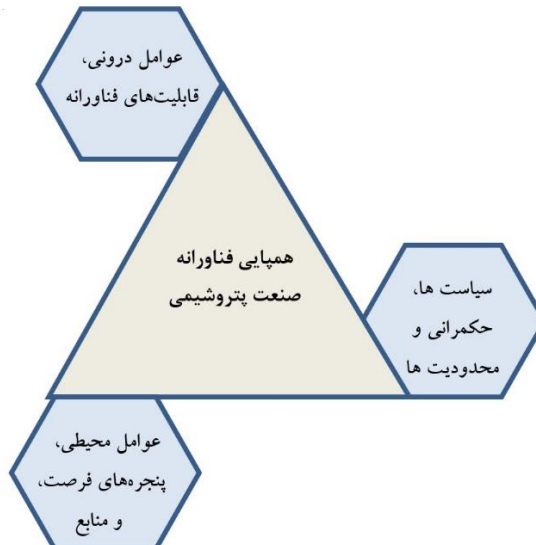 عوامل درونی،
قابلیت‌های فناورانه
همپایی فناورانه
صنعت پتروشیمی
سیاست ها،
حکمرانی و
محدودیت ها
عوامل محیطی،
پنجره‌های فرصت،
و منابع